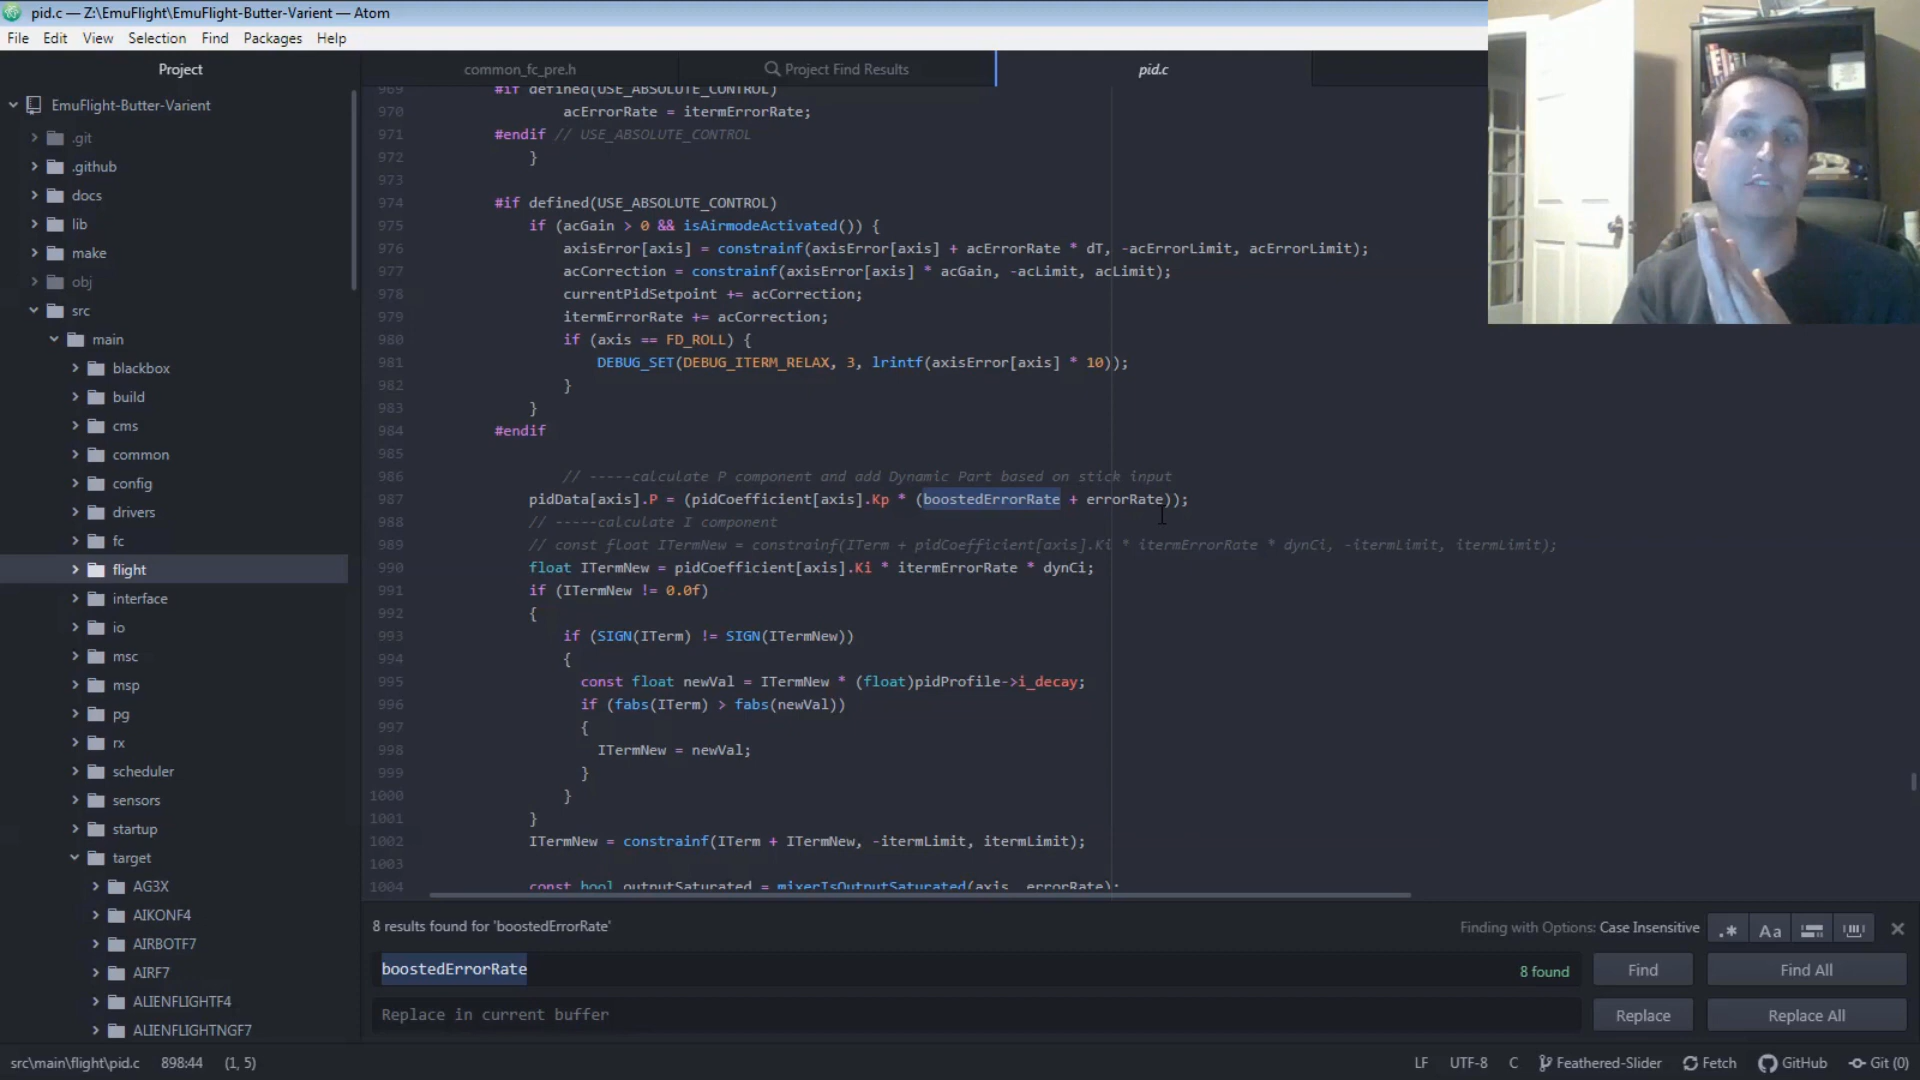 pid.c — Z:\EmuFlight\EmuFlight-Butter-Varient — Atom
File Edit View Selection Find Packages Help
Project
common_fc_pre.h
Project Find Results
pid.c
EmuFlight-Butter-Varient
.git
.github
docs
lib
make
obj
src
main
blackbox
build
cms
common
config
drivers
fc
flight
interface
io
msc
msp
pg
rx
scheduler
sensors
startup
target
AG3X
AIKONF4
AIRBOTF7
AIRF7
ALIENFLIGHTF4
ALIENFLIGHTNGF7
969 #if defined(USE_ABSOLUTE_CONTROL)
970 acErrorRate = itermErrorRate;
971 #endif // USE_ABSOLUTE_CONTROL
972 }
973
974 #if defined(USE_ABSOLUTE_CONTROL)
975 if (acGain > 0 && isAirmodeActivated()) {
976 axisError[axis] = constrainf(axisError[axis] + acErrorRate * dT, -acErrorLimit, acErrorLimit);
977 acCorrection = constrainf(axisError[axis] * acGain, -acLimit, acLimit);
978 currentPidSetpoint += acCorrection;
979 itermErrorRate += acCorrection;
980 if (axis == FD_ROLL) {
981 DEBUG_SET(DEBUG_ITERM_RELAX, 3, lrintf(axisError[axis] * 10));
982 }
983 }
984 #endif
985
986 // -----calculate P component and add Dynamic Part based on stick input
987 pidData[axis].P = (pidCoefficient[axis].Kp * (boostedErrorRate + errorRate));
988 // -----calculate I component
989 // const float ITermNew = constrainf(ITerm + pidCoefficient[axis].Ki * itermErrorRate * dynCi, -itermLimit, itermLimit);
990 float ITermNew = pidCoefficient[axis].Ki * itermErrorRate * dynCi;
991 if (ITermNew != 0.0f)
992 {
993 if (SIGN(ITerm) != SIGN(ITermNew))
994 {
995 const float newVal = ITermNew * (float)pidProfile->i_decay;
996 if (fabs(ITerm) > fabs(newVal))
997 {
998 ITermNew = newVal;
999 }
1000 }
1001 }
1002 ITermNew = constrainf(ITerm + ITermNew, -itermLimit, itermLimit);
1003
1004 const bool outputSaturated = mixerIsOutputSaturated(axis, errorRate);
8 results found for 'boostedErrorRate'
Finding with Options: Case Insensitive
.* Aa
boostedErrorRate
8 found
Find
Find All
Replace in current buffer
Replace
Replace All
src\main\flight\pid.c 898:44 (1, 5)
LF UTF-8 C Feathered-Slider Fetch GitHub Git (0)